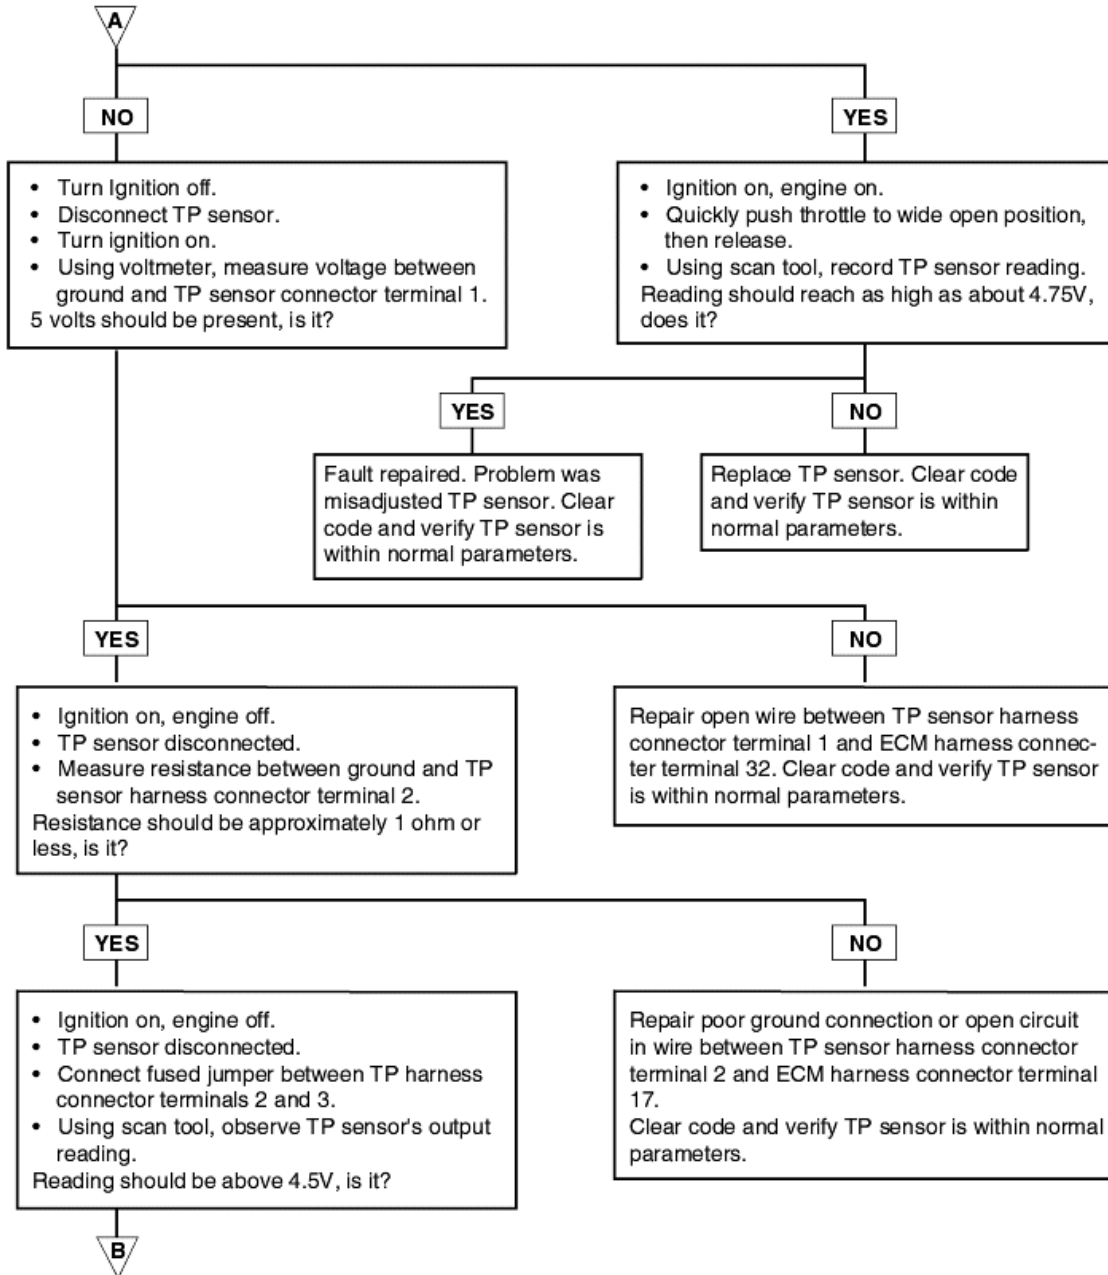 A
NO
YES
• Turn Ignition off.
• Disconnect TP sensor.
• Turn ignition on.
• Using voltmeter, measure voltage between
ground and TP sensor connector terminal 1.
5 volts should be present, is it?
• Ignition on, engine on.
• Quickly push throttle to wide open position,
then release.
• Using scan tool, record TP sensor reading.
Reading should reach as high as about 4.75V,
does it?
YES
NO
Fault repaired. Problem was
misadjusted TP sensor. Clear
code and verify TP sensor is
within normal parameters.
Replace TP sensor. Clear code
and verify TP sensor is within
normal parameters.
YES
NO
• Ignition on, engine off.
• TP sensor disconnected.
• Measure resistance between ground and TP
sensor harness connector terminal 2.
Resistance should be approximately 1 ohm or
less, is it?
Repair open wire between TP sensor harness
connector terminal 1 and ECM harness connec-
ter terminal 32. Clear code and verify TP sensor
is within normal parameters.
YES
NO
• Ignition on, engine off.
• TP sensor disconnected.
• Connect fused jumper between TP harness
connector terminals 2 and 3.
• Using scan tool, observe TP sensor's output
reading.
Reading should be above 4.5V, is it?
Repair poor ground connection or open circuit
in wire between TP sensor harness connector
terminal 2 and ECM harness connector terminal
17.
Clear code and verify TP sensor is within normal
parameters.
B